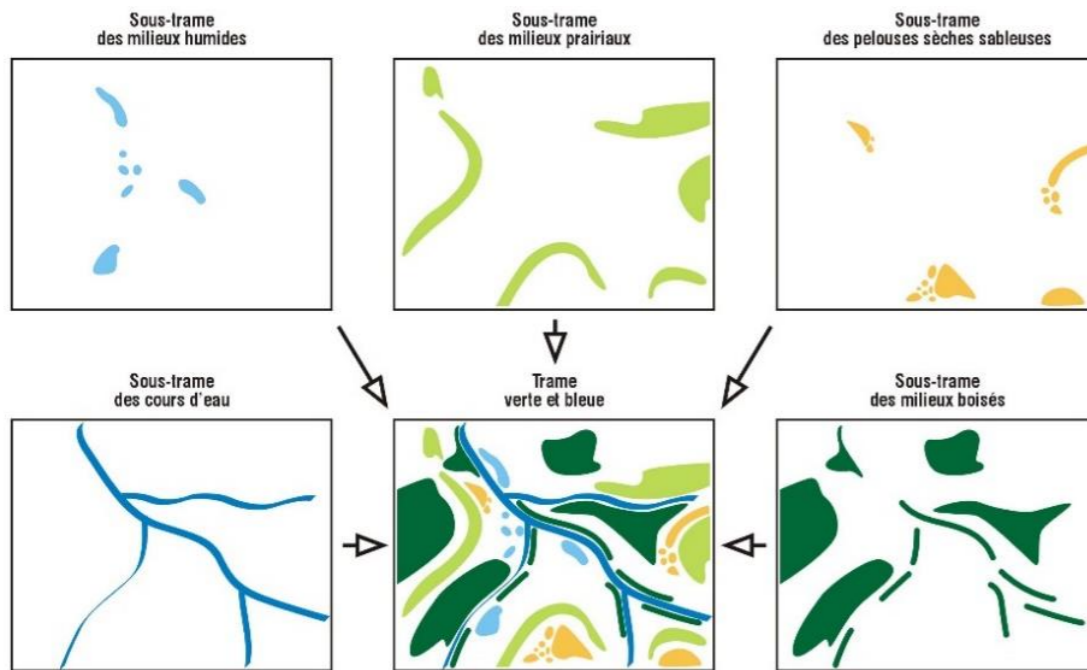 Sous-trame
des milieux humides
Sous-trame
des milieux prairiaux
Sous-trame
des pelouses sèches sableuses
Sous-trame
des cours d'eau
Trame
verte et bleue
Sous-trame
des milieux boisés